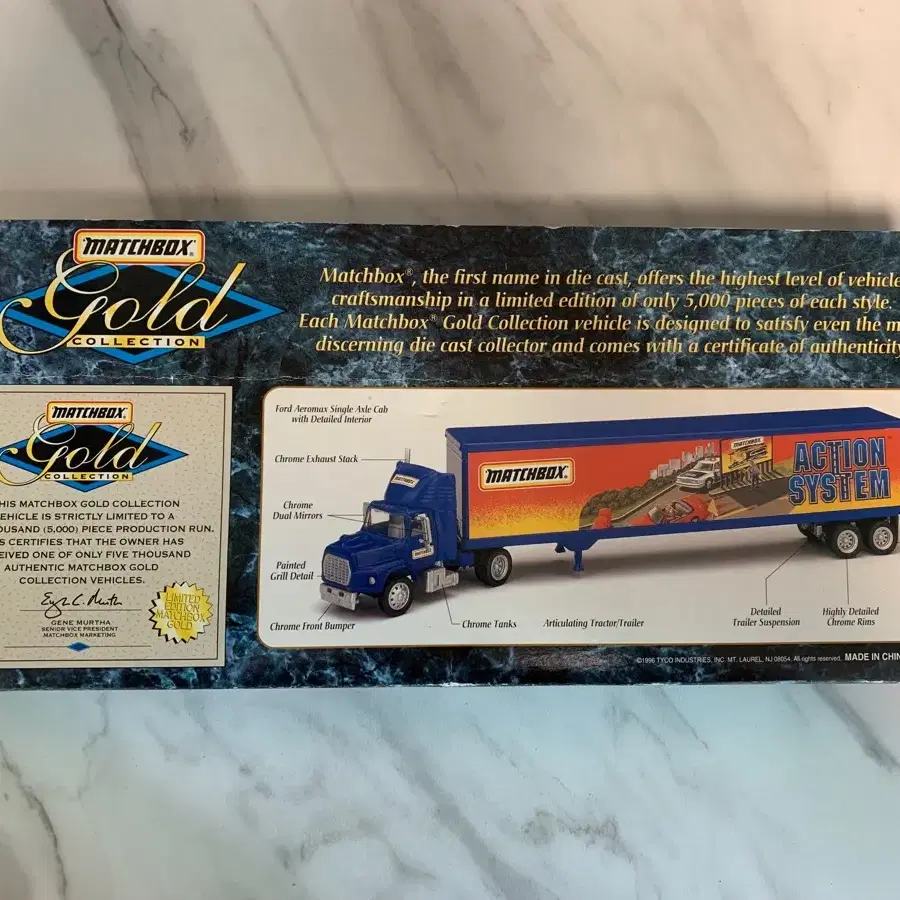 MATCHBOX®
Gold
COLLECTION
Matchbox®, the first name in die cast, offers the highest level of vehicle
craftsmanship in a limited edition of only 5,000 pieces of each style.
Each Matchbox® Gold Collection vehicle is designed to satisfy even the m
discerning die cast collector and comes with a certificate of authenticity
MATCHBOX®
Gold
COLLECTION
HIS MATCHBOX GOLD COLLECTION
EHICLE IS STRICTLY LIMITED TO A
OUSAND (5,000) PIECE PRODUCTION RUN.
S CERTIFIES THAT THE OWNER HAS
EIVED ONE OF ONLY FIVE THOUSAND
AUTHENTIC MATCHBOX GOLD
COLLECTION VEHICLES.
GENE MURTHA
SENIOR VICE PRESIDENT
MATCHBOX MARKETING
LIMITED
EDITION
MATCHBOX
GOLD
Ford Aeromax Single Axle Cab
with Detailed Interior
Chrome Exhaust Stack
Chrome
Dual Mirrors
Painted
Grill Detail
Chrome Front Bumper
Chrome Tanks
Articulating Tractor/Trailer
Detailed
Trailer Suspension
Highly Detailed
Chrome Rims
MATCHBOX®
MATCHBOX
ACTION
SYSTEM™
©1996 TYCO INDUSTRIES, INC. MT. LAUREL, NJ 08054. All rights reserved. MADE IN CHIN